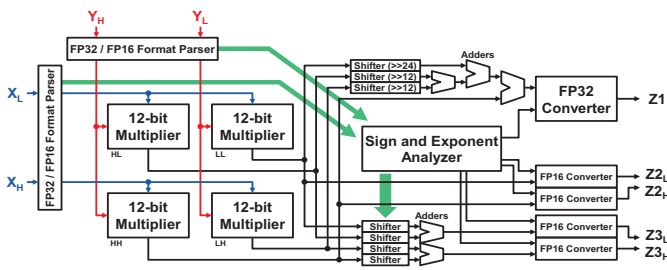 Y_H
Y_L
FP32 / FP16 Format Parser
Shifter (>>24)
Shifter (>>12)
Shifter (>>12)
Adders
X_L
FP32 / FP16 Format Parser
12-bit
Multiplier
HL
12-bit
Multiplier
LL
FP32
Converter
Z1
Sign and Exponent
Analyzer
X_H
12-bit
Multiplier
HH
12-bit
Multiplier
LH
FP16 Converter
FP16 Converter
Z2_L
Z2_H
Adders
Shifter
Shifter
Shifter
Shifter
FP16 Converter
FP16 Converter
Z3_L
Z3_H